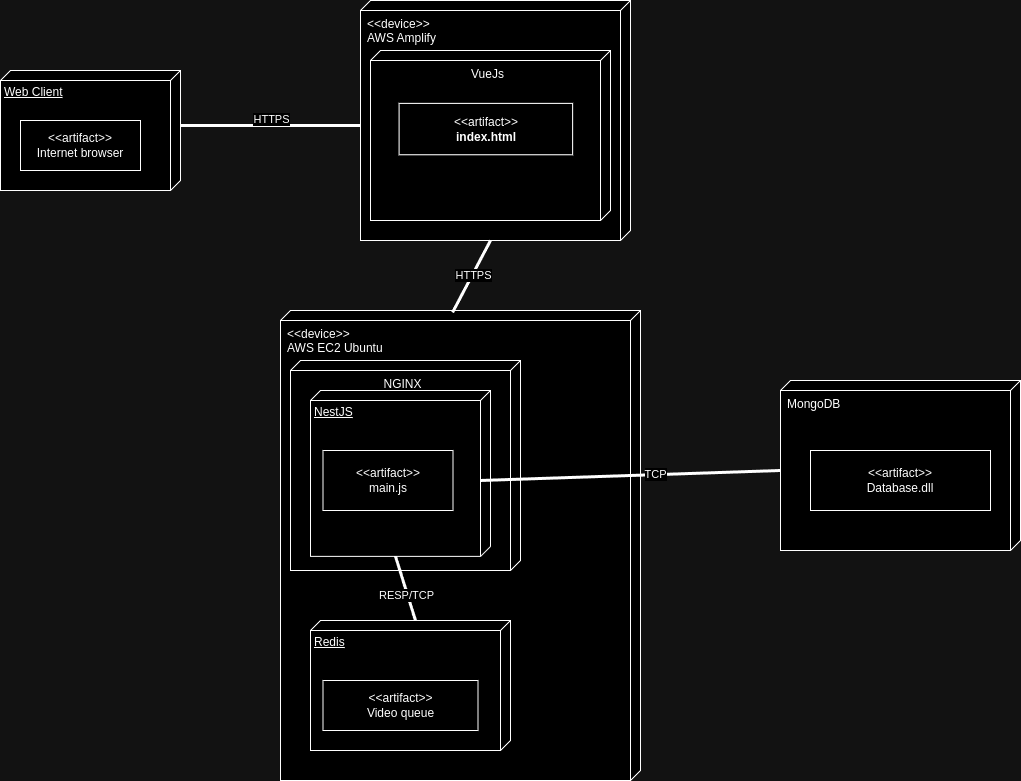 <<device>>
AWS Amplify
VueJs
<<artifact>>
index.html
Web Client
<<artifact>>
Internet browser
HTTPS
HTTPS
<<device>>
AWS EC2 Ubuntu
NGINX
NestJS
<<artifact>>
main.js
TCP
MongoDB
<<artifact>>
Database.dll
RESP/TCP
Redis
<<artifact>>
Video queue